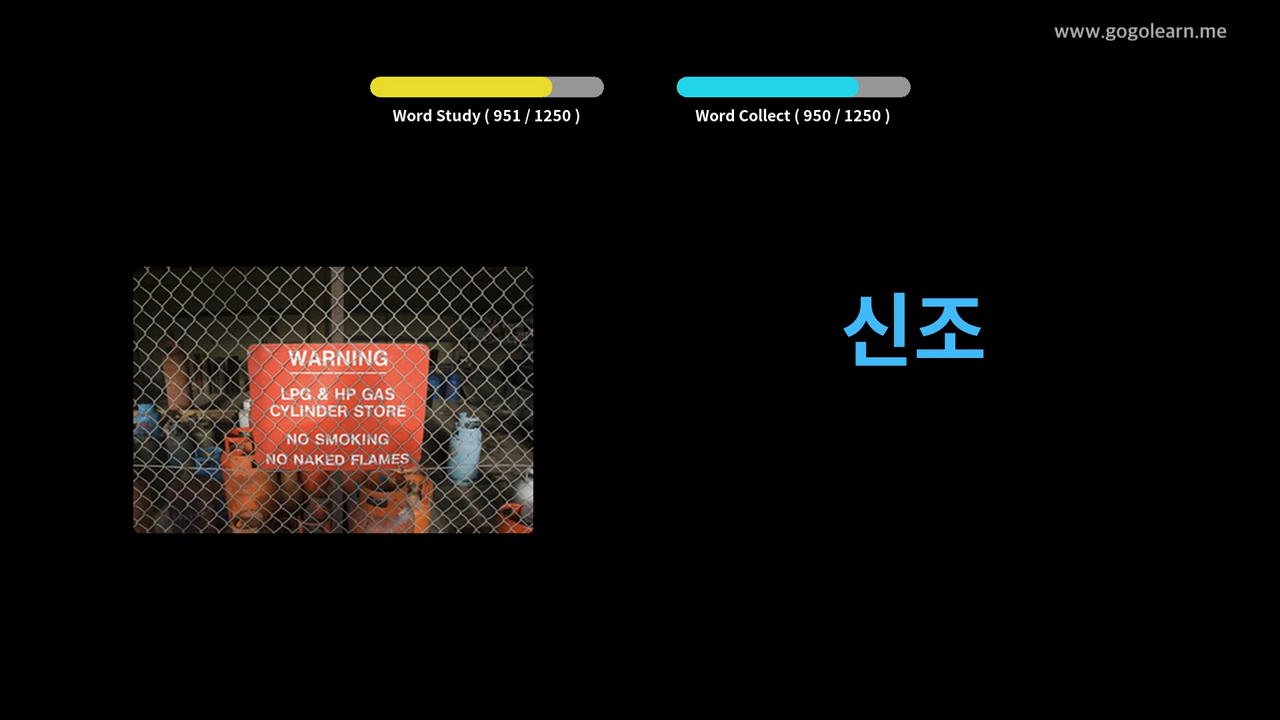 www.gogolearn.me
Word Study ( 951 / 1250 )
Word Collect ( 950 / 1250 )
신조
WARNING
LPG & HP GAS
CYLINDER STORE
NO SMOKING
NO NAKED FLAMES